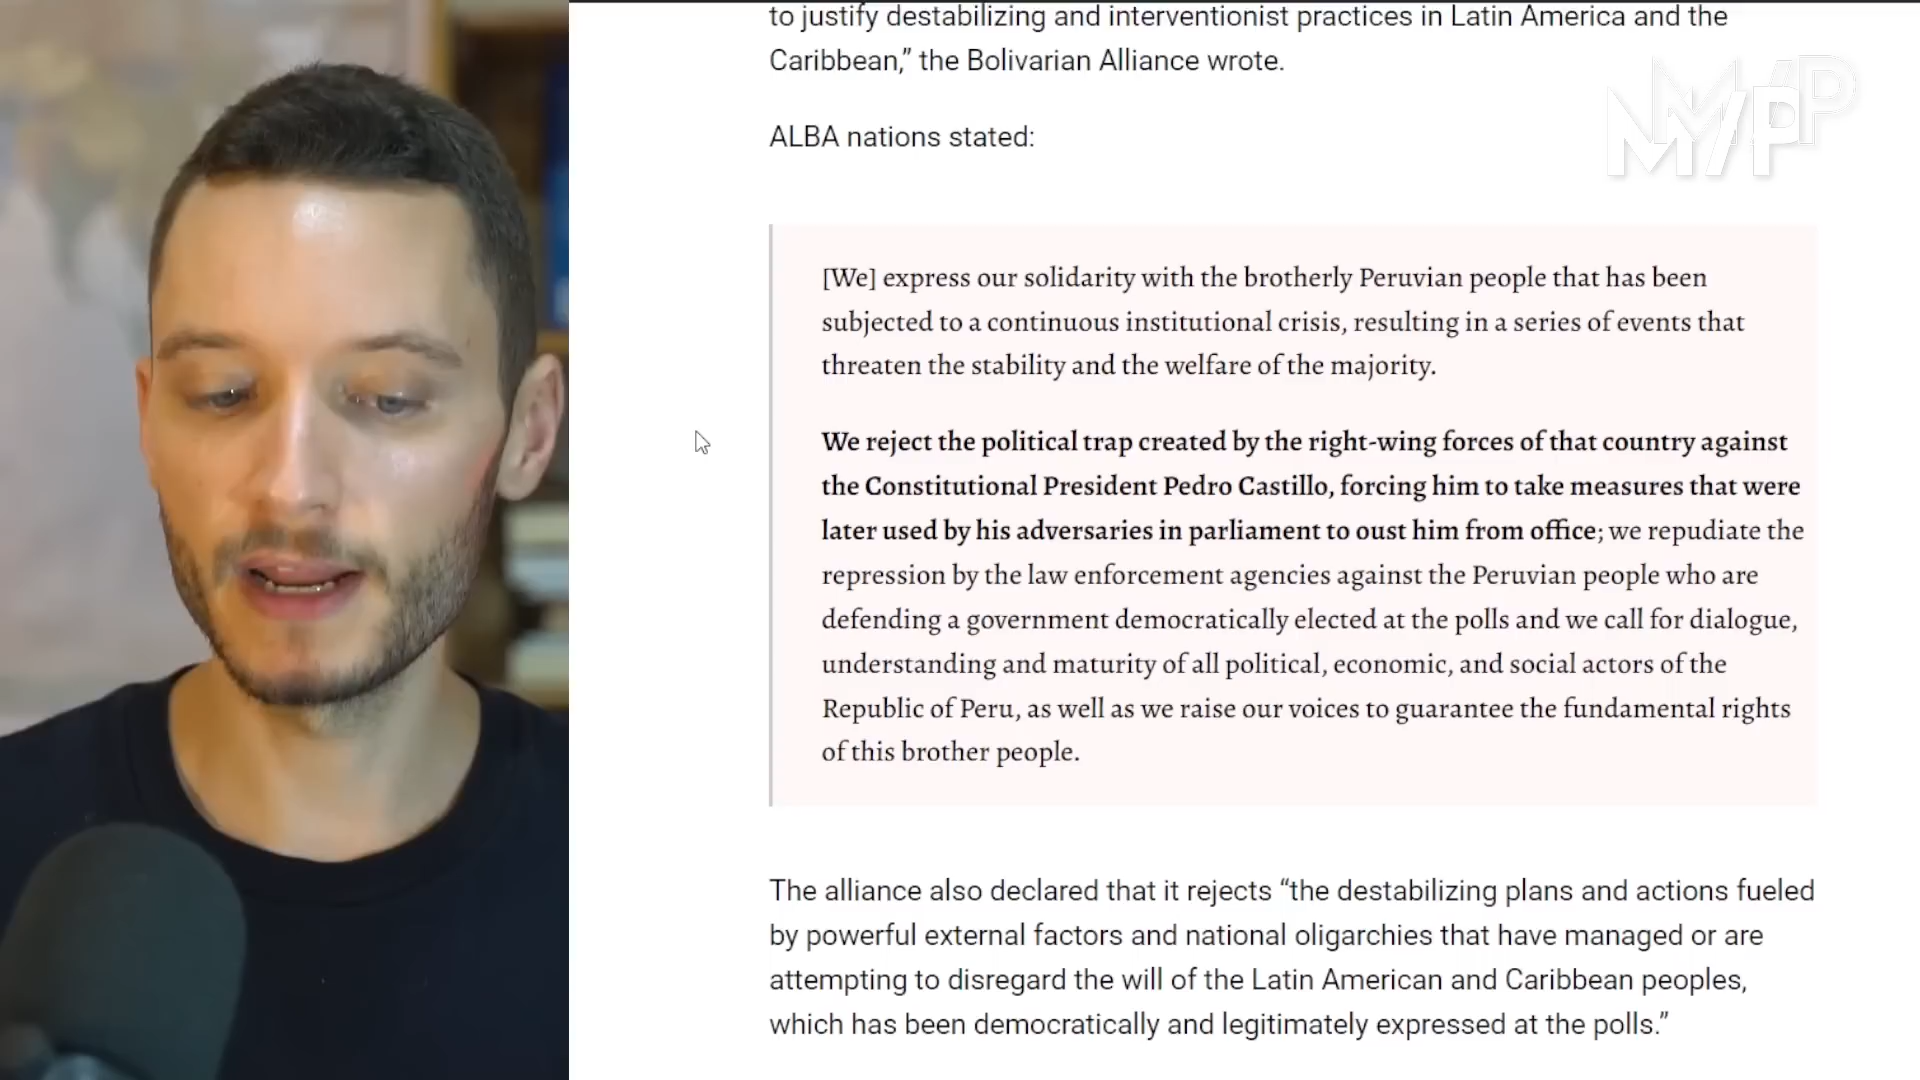 to justify destabilizing and interventionist practices in Latin America and the
Caribbean,” the Bolivarian Alliance wrote.
ALBA nations stated:
[We] express our solidarity with the brotherly Peruvian people that has been
subjected to a continuous institutional crisis, resulting in a series of events that
threaten the stability and the welfare of the majority.
We reject the political trap created by the right-wing forces of that country against
the Constitutional President Pedro Castillo, forcing him to take measures that were
later used by his adversaries in parliament to oust him from office; we repudiate the
repression by the law enforcement agencies against the Peruvian people who are
defending a government democratically elected at the polls and we call for dialogue,
understanding and maturity of all political, economic, and social actors of the
Republic of Peru, as well as we raise our voices to guarantee the fundamental rights
of this brother people.
The alliance also declared that it rejects “the destabilizing plans and actions fueled
by powerful external factors and national oligarchies that have managed or are
attempting to disregard the will of the Latin American and Caribbean peoples,
which has been democratically and legitimately expressed at the polls.”